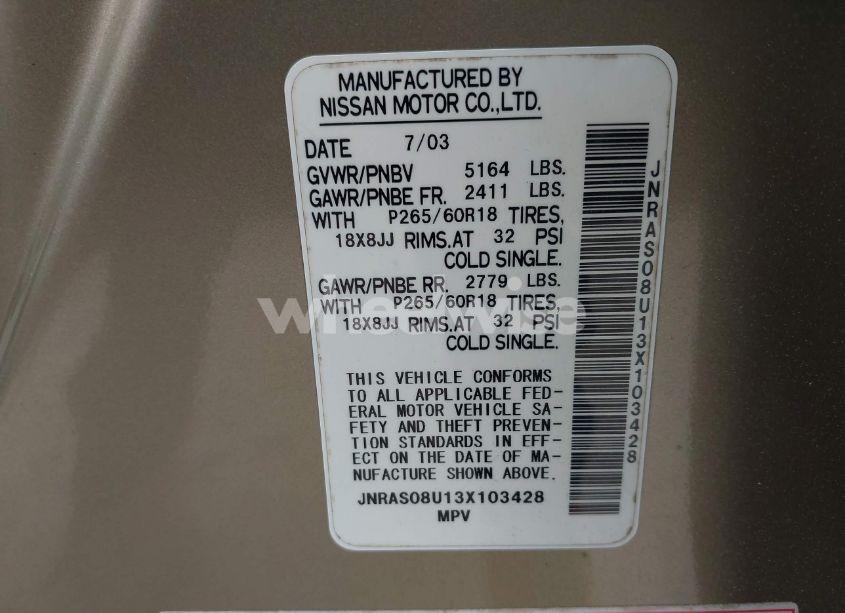 MANUFACTURED BY
NISSAN MOTOR CO.,LTD.
DATE 7/03
GVWR/PNBV 5164 LBS.
GAWR/PNBE FR. 2411 LBS.
WITH P265/60R18 TIRES,
18X8JJ RIMS.AT 32 PSI
COLD SINGLE.
GAWR/PNBE RR. 2779 LBS.
WITH P265/60R18 TIRES,
18X8JJ RIMS.AT 32 PSI
COLD SINGLE.
THIS VEHICLE CONFORMS
TO ALL APPLICABLE FED-
ERAL MOTOR VEHICLE SA-
FETY AND THEFT PREVEN-
TION STANDARDS IN EFF-
ECT ON THE DATE OF MA-
NUFACTURE SHOWN ABOVE.
JNRAS08U13X103428
MPV
JNRAS08U13X103428
wheelwise